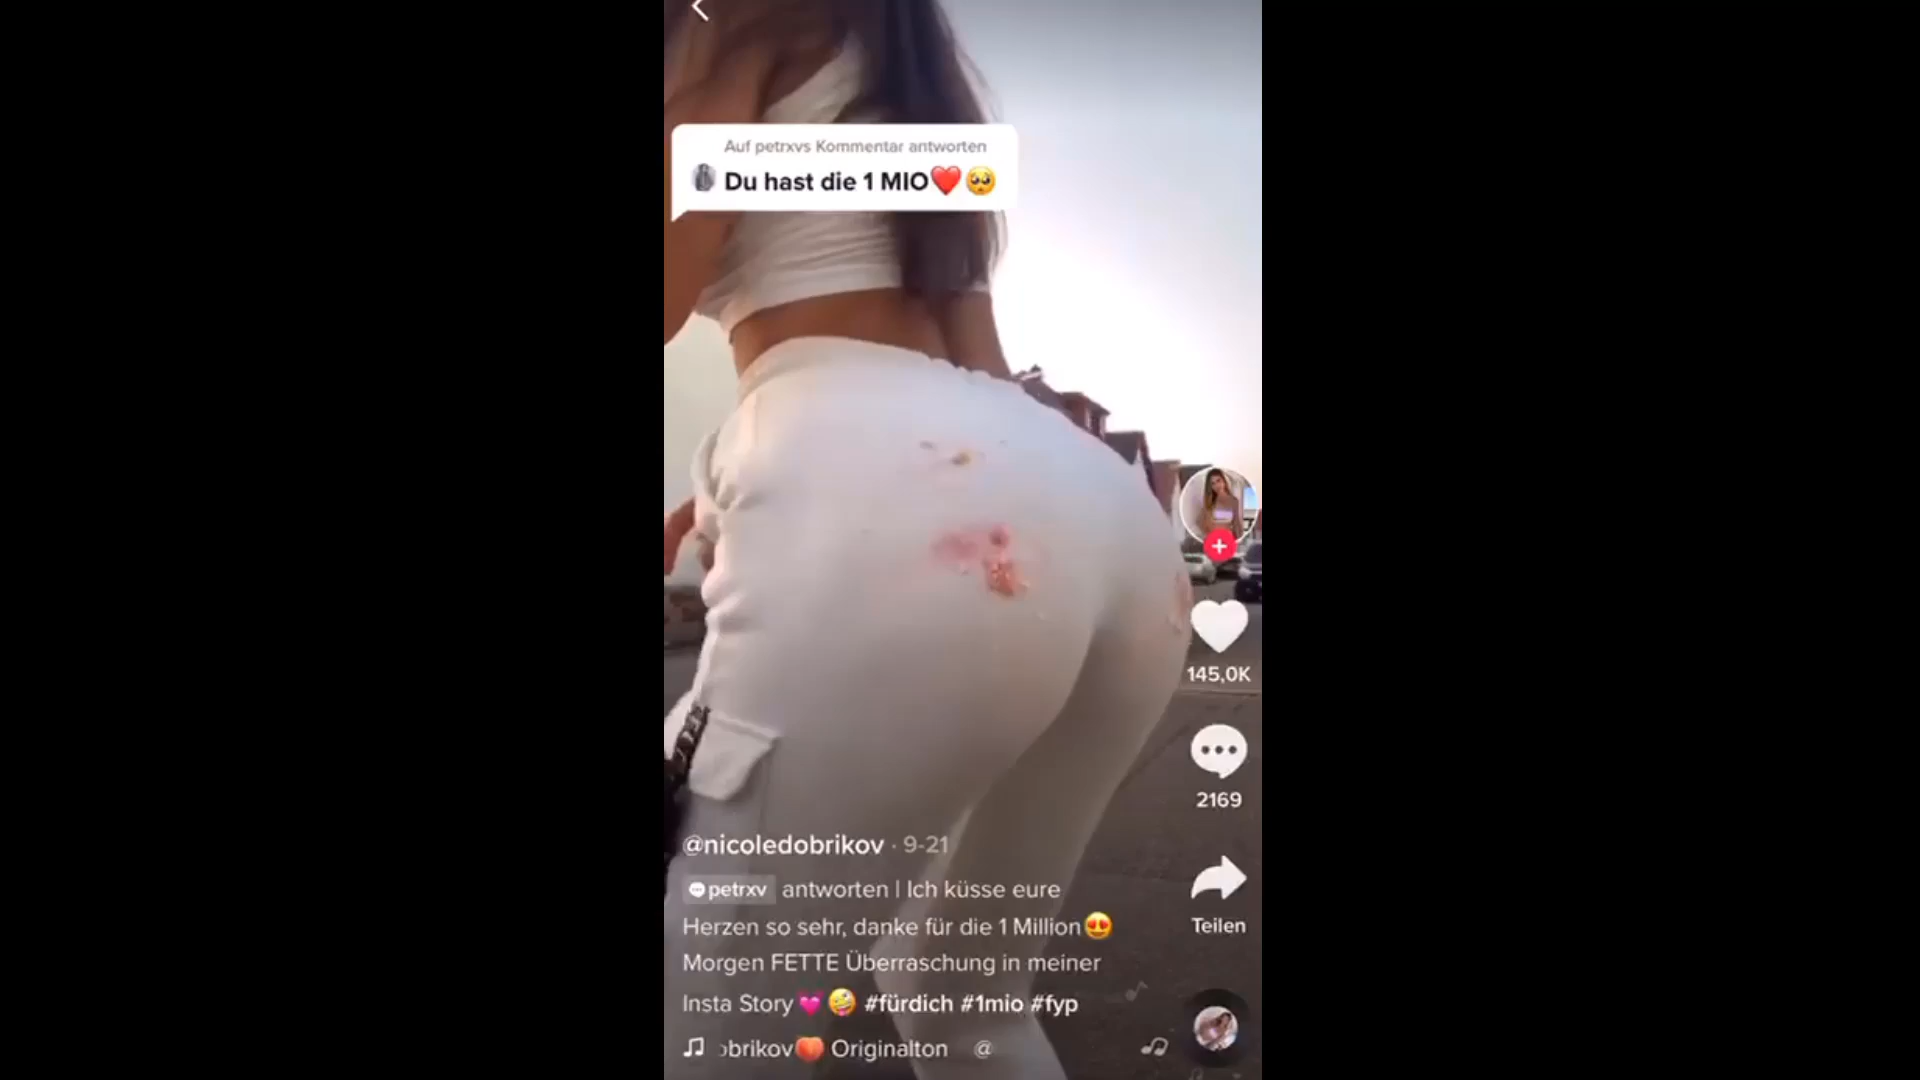 Auf petrxvs Kommentar antworten
Du hast die 1 MIO❤️🥺
145,0K
2169
@nicoledobrikov · 9-21
petrxv antworten | Ich küsse eure
Herzen so sehr, danke für die 1 Million😍
Morgen FETTE Überraschung in meiner
Insta Story💓🤪 #fürdich #1mio #fyp
Teilen
obrikov🍑 Originalton @